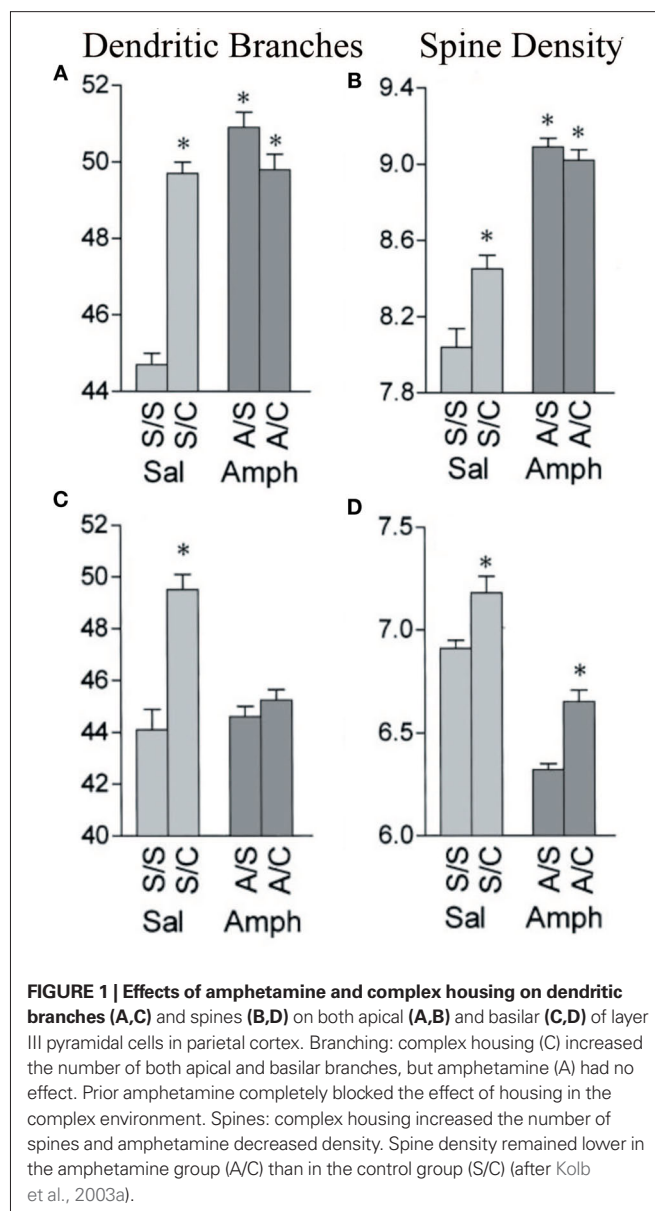 Dendritic Branches Spine Density
A B
52
50
48
46
44
* * *
S/S S/C A/S A/C
Sal Amph
9.4
9.0
8.6
8.2
7.8
* * *
S/S S/C A/S A/C
Sal Amph
C D
52
50
48
46
44
42
40
*
S/S S/C A/S A/C
Sal Amph
7.5
7.0
6.5
6.0
* *
S/S S/C A/S A/C
Sal Amph
FIGURE 1 | Effects of amphetamine and complex housing on dendritic
branches (A,C) and spines (B,D) on both apical (A,B) and basilar (C,D) of layer
III pyramidal cells in parietal cortex. Branching: complex housing (C) increased
the number of both apical and basilar branches, but amphetamine (A) had no
effect. Prior amphetamine completely blocked the effect of housing in the
complex environment. Spines: complex housing increased the number of
spines and amphetamine decreased density. Spine density remained lower in
the amphetamine group (A/C) than in the control group (S/C) (after Kolb
et al., 2003a).